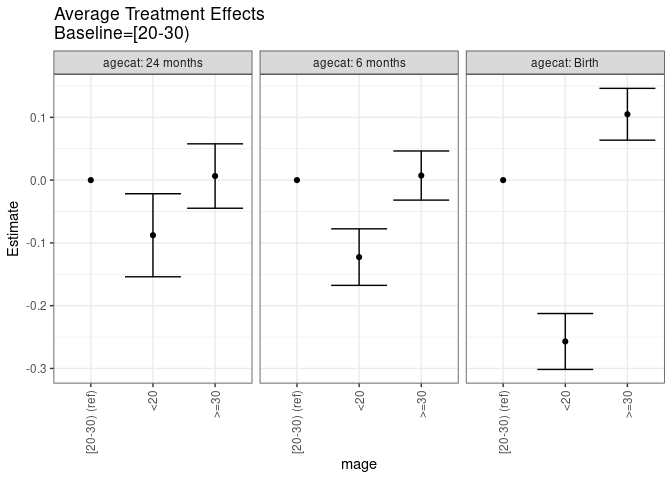 Average Treatment Effects
Baseline=[20-30)
agecat: 24 months
agecat: 6 months
agecat: Birth
Estimate
0.1
0.0
-0.1
-0.2
-0.3
[20-30) (ref)
<20
>=30
[20-30) (ref)
<20
>=30
[20-30) (ref)
<20
>=30
mage